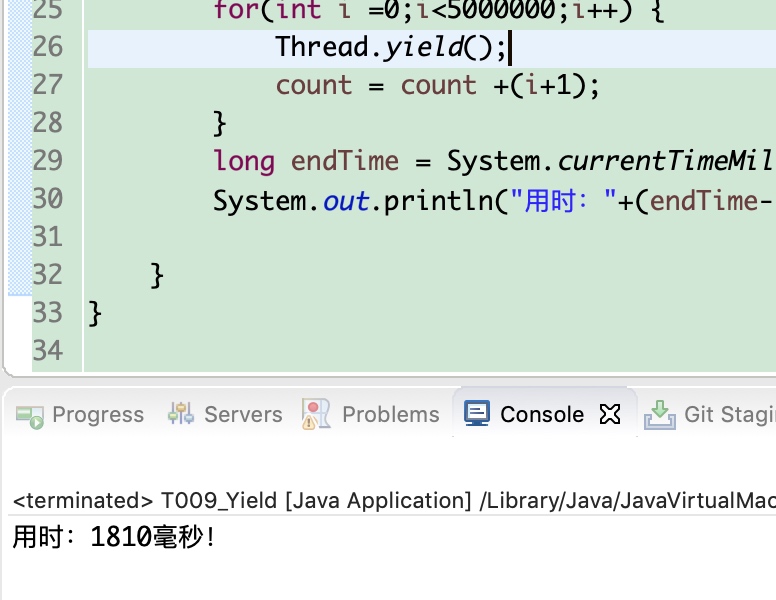 25 for(int i =0;i<5000000;i++) {
26 Thread.yield();
27 count = count +(i+1);
28 }
29 long endTime = System.currentTimeMil
30 System.out.println("用时："+(endTime-
31
32 }
33 }
34
Progress Servers Problems Console Git Stagi
<terminated> T009_Yield [Java Application] /Library/Java/JavaVirtualMac
用时：1810毫秒!